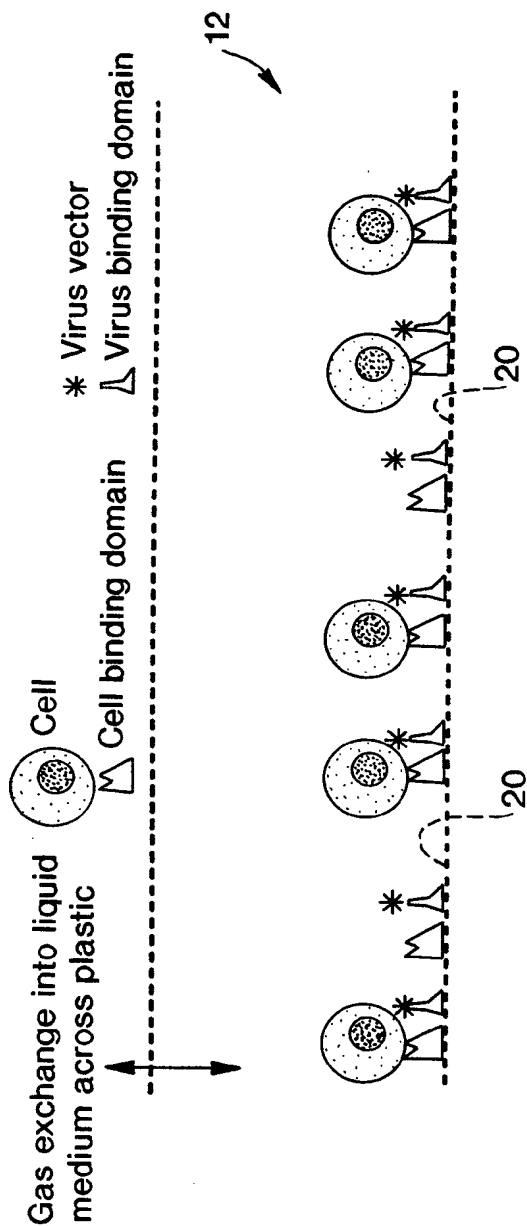 Gas exchange into liquid
medium across plastic
Cell
Cell binding domain
Virus vector
Virus binding domain
12
20
20